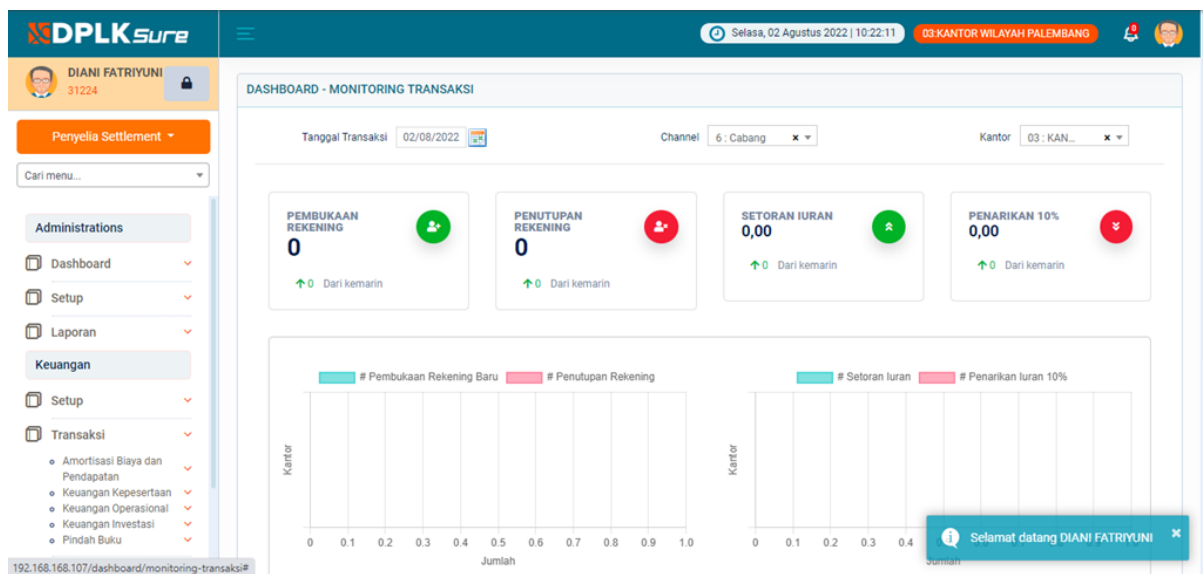 DPLKSure
Selasa, 02 Agustus 2022 | 10:22:11
03:KANTOR WILAYAH PALEMBANG
DIANI FATRIYUNI
31224
Penyelia Settlement
Cari menu...
Administrations
Dashboard
Setup
Laporan
Keuangan
Setup
Transaksi
Amortisasi Biaya dan
Pendapatan
Keuangan Kepesertaan
Keuangan Operasional
Keuangan Investasi
Pindah Buku
192.168.168.107/dashboard/monitoring-transaksi#
DASHBOARD - MONITORING TRANSAKSI
Tanggal Transaksi 02/08/2022
Channel 6 : Cabang × 
Kantor 03 : KAN... ×
PEMBUKAAN
REKENING
0
0 Dari kemarin
PENUTUPAN
REKENING
0
0 Dari kemarin
SETORAN IURAN
0,00
0 Dari kemarin
PENARIKAN 10%
0,00
0 Dari kemarin
# Pembukaan Rekening Baru # Penutupan Rekening
Kantor
0 0.1 0.2 0.3 0.4 0.5 0.6 0.7 0.8 0.9 1.0
Jumlah
# Setoran Iuran # Penarikan Iuran 10%
Kantor
0 0.1 0.2 0.3 0.4
Jumlah
Selamat datang DIANI FATRIYUNI ×